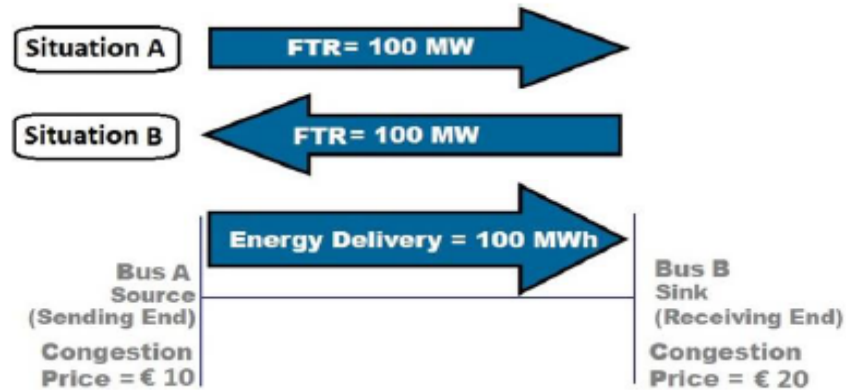 Situation A
FTR= 100 MW
Situation B
FTR= 100 MW
Energy Delivery = 100 MWh
Bus A
Source
(Sending End)
Congestion
Price = € 10
Bus B
Sink
(Receiving End)
Congestion
Price = € 20